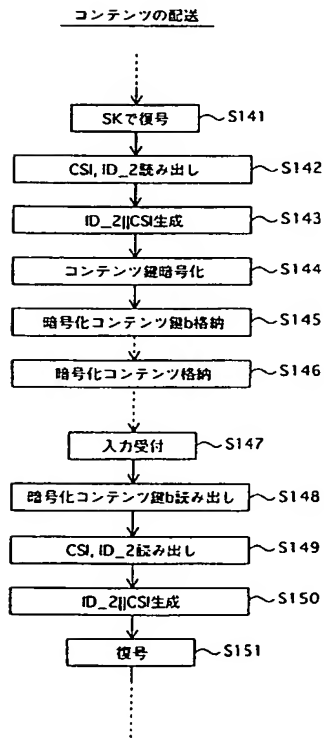 コンテンツの配送
SKで復号 S141
CSI, ID_2読み出し S142
ID_2||CSI生成 S143
コンテンツ鍵暗号化 S144
暗号化コンテンツ鍵b格納 S145
暗号化コンテンツ格納 S146
入力受付 S147
暗号化コンテンツ鍵b読み出し S148
CSI, ID_2読み出し S149
ID_2||CSI生成 S150
復号 S151